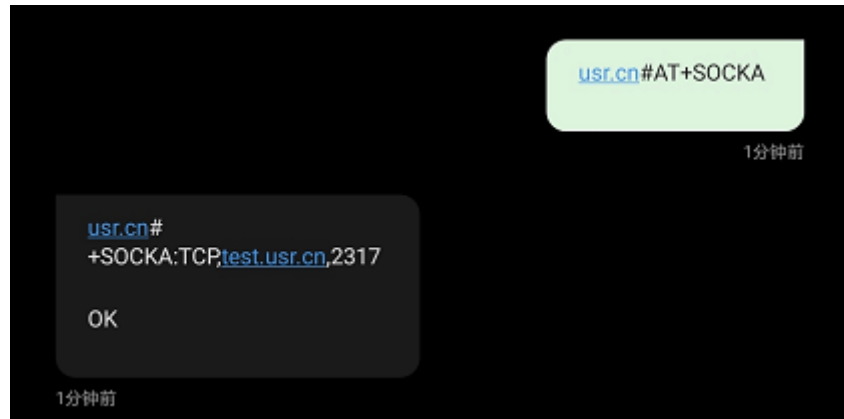 usr.cn#AT+SOCKA
1分钟前
usr.cn#
+SOCKA:TCP,test.usr.cn,2317
OK
1分钟前